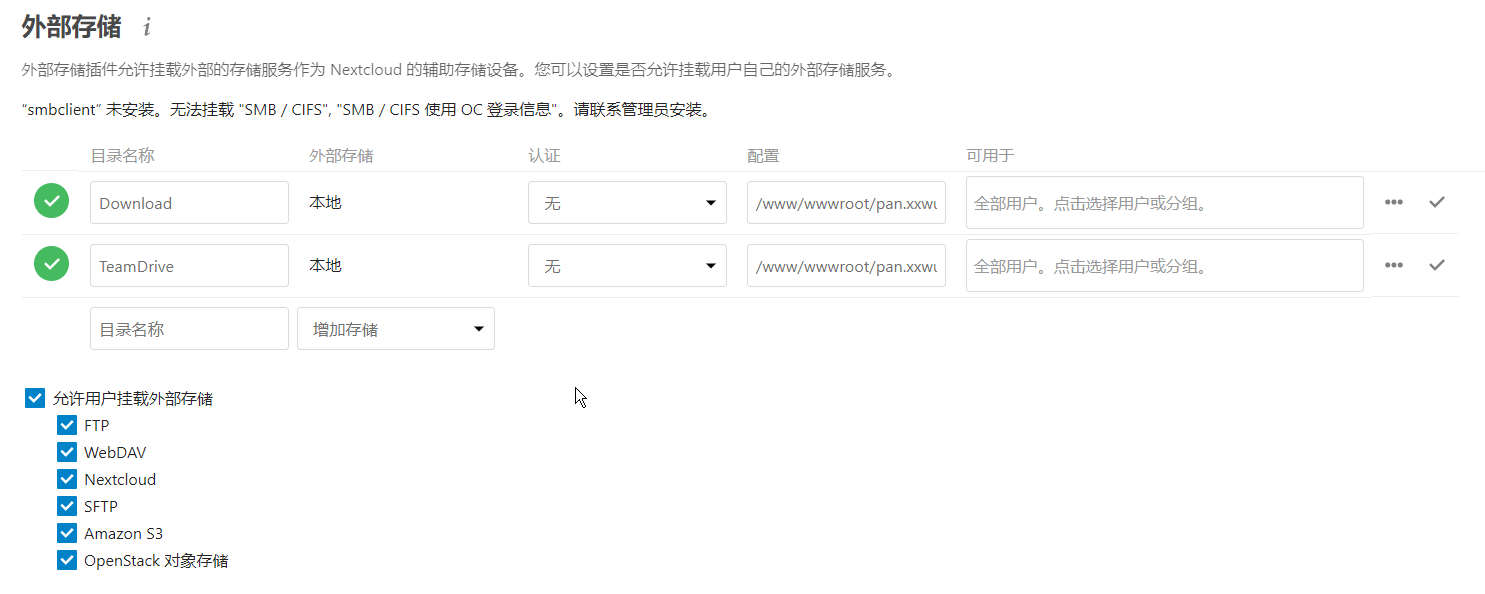 外部存储 i
外部存储插件允许挂载外部的存储服务作为 Nextcloud 的辅助存储设备。您可以设置是否允许挂载用户自己的外部存储服务。
“smbclient” 未安装。无法挂载 "SMB / CIFS", "SMB / CIFS 使用 OC 登录信息"。请联系管理员安装。
目录名称 外部存储 认证 配置 可用于
Download 本地 无 /www/wwwroot/pan.xxwu 全部用户。点击选择用户或分组。
TeamDrive 本地 无 /www/wwwroot/pan.xxwu 全部用户。点击选择用户或分组。
目录名称 增加存储
允许用户挂载外部存储
FTP
WebDAV
Nextcloud
SFTP
Amazon S3
OpenStack 对象存储